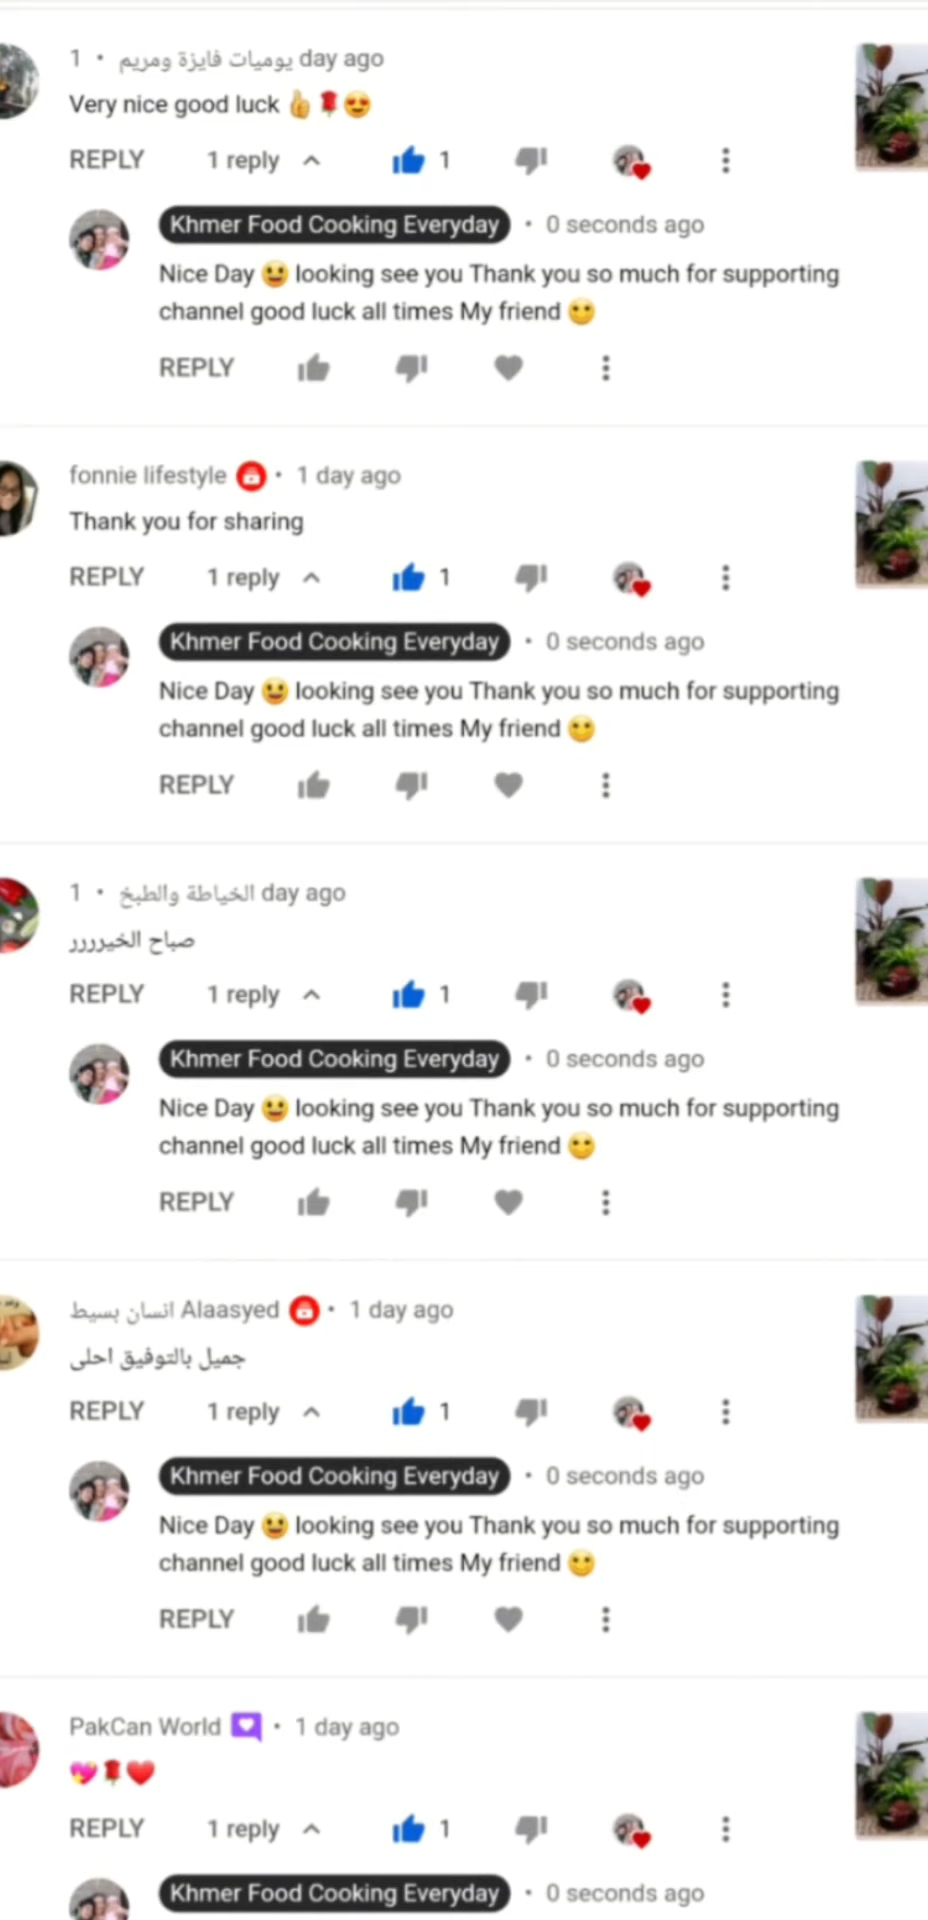 يوميات فايزة ومريم • 1 day ago
Very nice good luck 👍🌹😍
REPLY 1 reply 1
Khmer Food Cooking Everyday • 0 seconds ago
Nice Day 😃 looking see you Thank you so much for supporting
channel good luck all times My friend 🙂
REPLY
fonnie lifestyle • 1 day ago
Thank you for sharing
REPLY 1 reply 1
Khmer Food Cooking Everyday • 0 seconds ago
Nice Day 😃 looking see you Thank you so much for supporting
channel good luck all times My friend 🙂
REPLY
الخياطة والطبخ • 1 day ago
صباح الخيرررر
REPLY 1 reply 1
Khmer Food Cooking Everyday • 0 seconds ago
Nice Day 😃 looking see you Thank you so much for supporting
channel good luck all times My friend 🙂
REPLY
انسان بسيط Alaasyed • 1 day ago
جميل بالتوفيق احلى
REPLY 1 reply 1
Khmer Food Cooking Everyday • 0 seconds ago
Nice Day 😃 looking see you Thank you so much for supporting
channel good luck all times My friend 🙂
REPLY
PakCan World • 1 day ago
💖🌹❤️
REPLY 1 reply 1
Khmer Food Cooking Everyday • 0 seconds ago